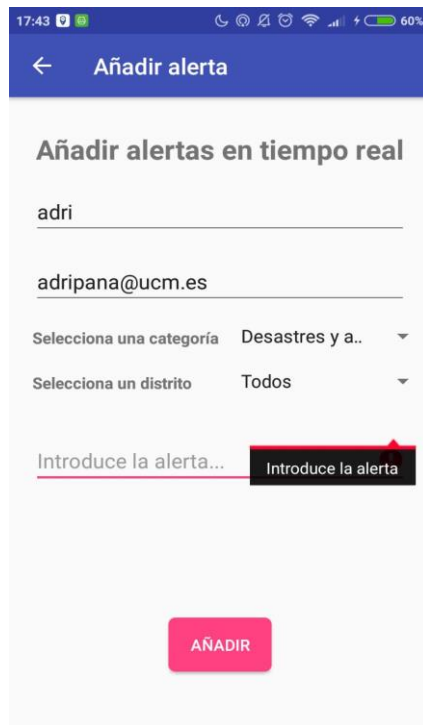 17:43 60%
Añadir alerta
Añadir alertas en tiempo real
adri
adripana@ucm.es
Selecciona una categoría Desastres y a..
Selecciona un distrito Todos
Introduce la alerta... Introduce la alerta
AÑADIR